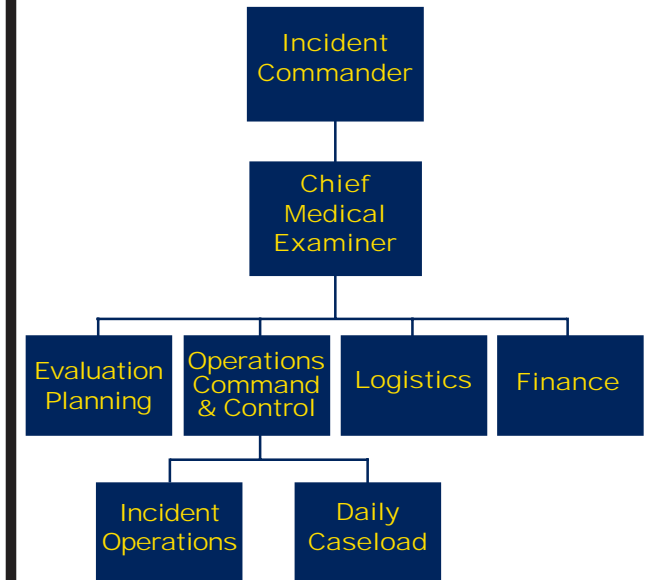 Incident
Commander
Chief
Medical
Examiner
Evaluation
Planning
Operations
Command
& Control
Logistics
Finance
Incident
Operations
Daily
Caseload